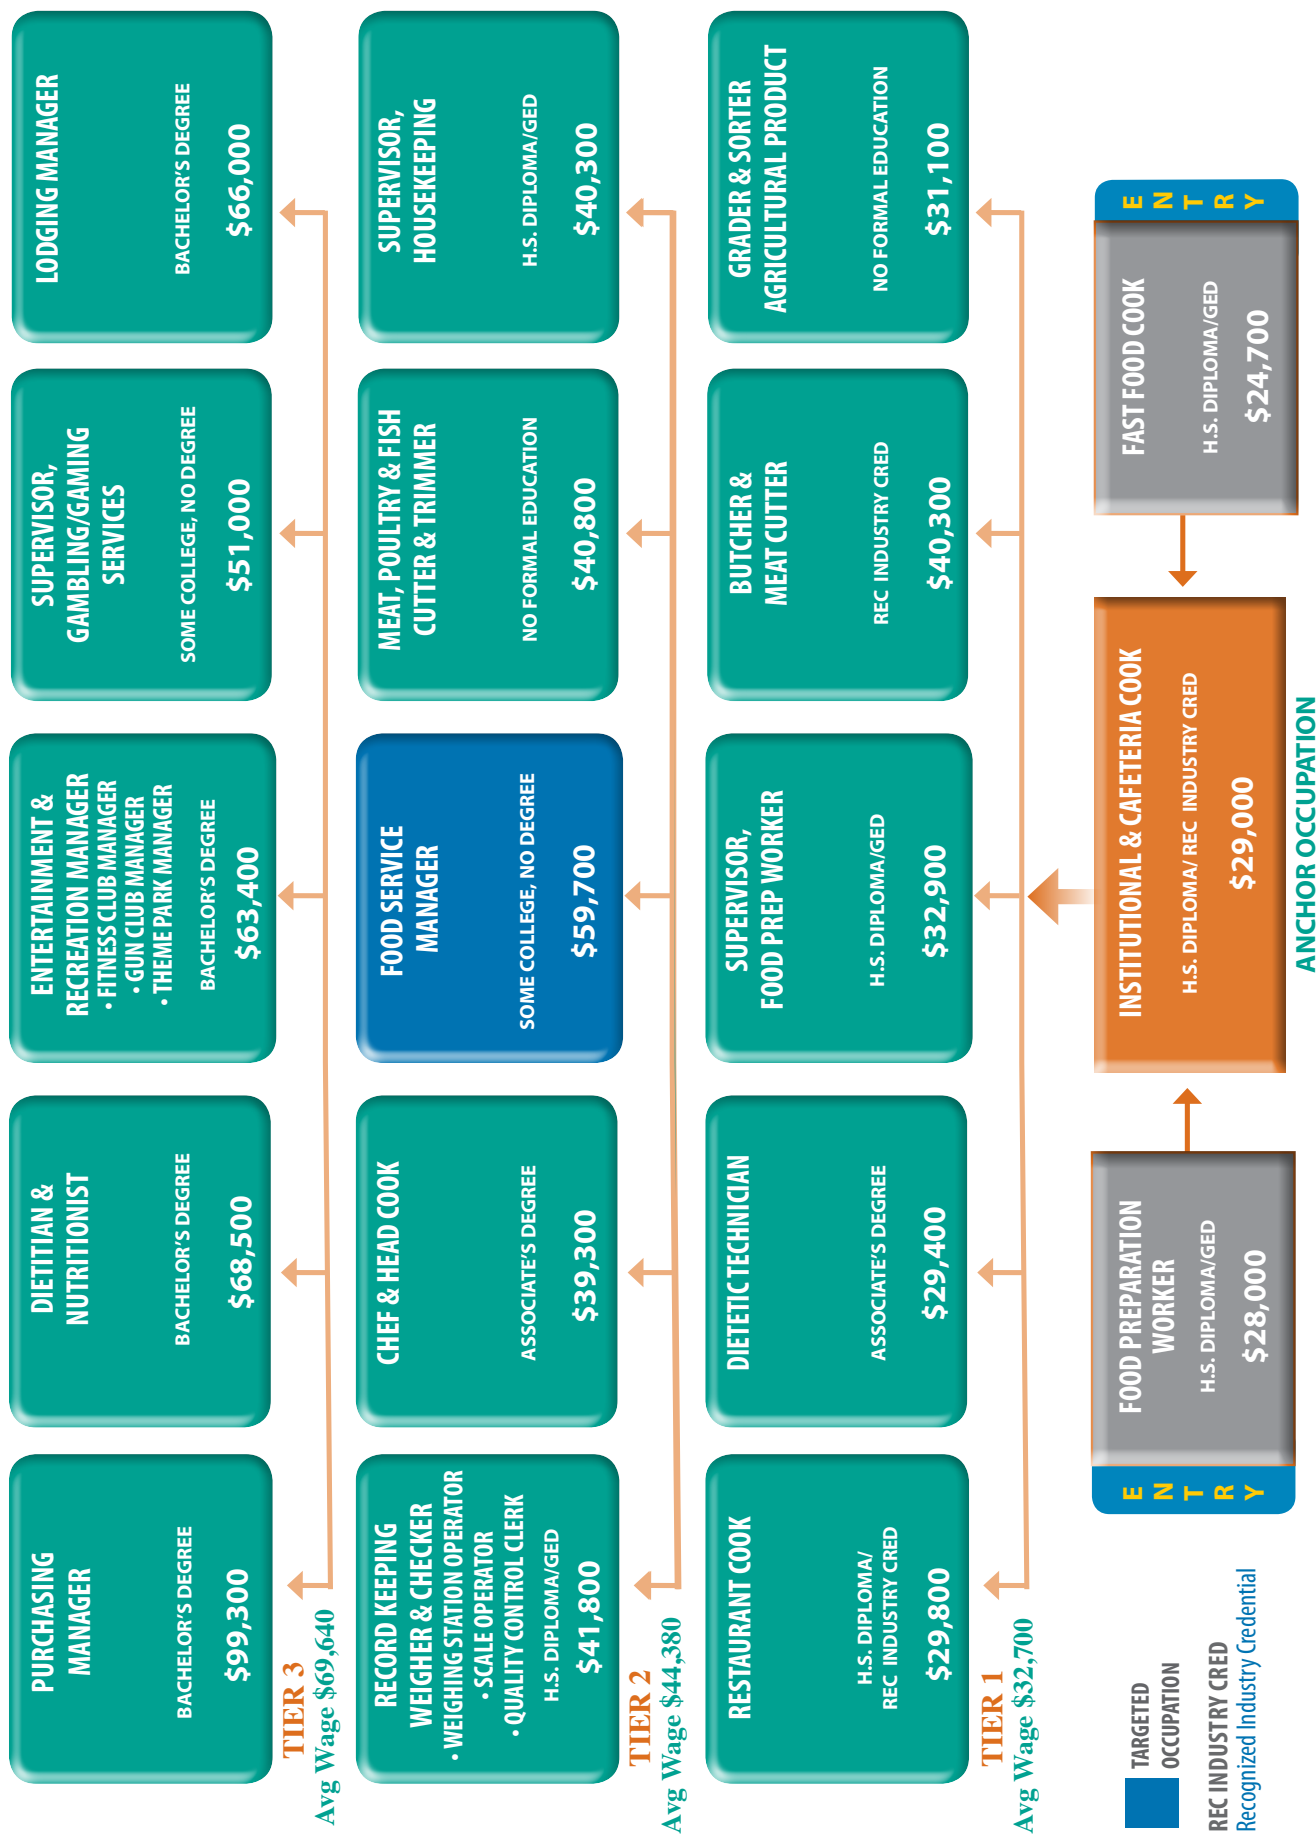 PURCHASING
MANAGER
BACHELOR'S DEGREE
$99,300
DIETITIAN &
NUTRITIONIST
BACHELOR'S DEGREE
$68,500
ENTERTAINMENT &
RECREATION MANAGER
• FITNESS CLUB MANAGER
• GUN CLUB MANAGER
• THEME PARK MANAGER
BACHELOR'S DEGREE
$63,400
SUPERVISOR,
GAMBLING/GAMING
SERVICES
SOME COLLEGE, NO DEGREE
$51,000
LODGING MANAGER
BACHELOR'S DEGREE
$66,000
TIER 3
Avg Wage $69,640
RECORD KEEPING
WEIGHER & CHECKER
• WEIGHING STATION OPERATOR
• SCALE OPERATOR
• QUALITY CONTROL CLERK
H.S. DIPLOMA/GED
$41,800
CHEF & HEAD COOK
ASSOCIATE'S DEGREE
$39,300
FOOD SERVICE
MANAGER
SOME COLLEGE, NO DEGREE
$59,700
MEAT, POULTRY & FISH
CUTTER & TRIMMER
NO FORMAL EDUCATION
$40,800
SUPERVISOR,
HOUSEKEEPING
H.S. DIPLOMA/GED
$40,300
TIER 2
Avg Wage $44,380
RESTAURANT COOK
H.S. DIPLOMA/
REC INDUSTRY CRED
$29,800
DIETETIC TECHNICIAN
ASSOCIATE'S DEGREE
$29,400
SUPERVISOR,
FOOD PREP WORKER
H.S. DIPLOMA/GED
$32,900
BUTCHER &
MEAT CUTTER
REC INDUSTRY CRED
$40,300
GRADER & SORTER
AGRICULTURAL PRODUCT
NO FORMAL EDUCATION
$31,100
TIER 1
Avg Wage $32,700
ENTRY
FOOD PREPARATION
WORKER
H.S. DIPLOMA/GED
$28,000
INSTITUTIONAL & CAFETERIA COOK
H.S. DIPLOMA/ REC INDUSTRY CRED
$29,000
ANCHOR OCCUPATION
FAST FOOD COOK
H.S. DIPLOMA/GED
$24,700
ENTRY
TARGETED
OCCUPATION
REC INDUSTRY CRED
Recognized Industry Credential